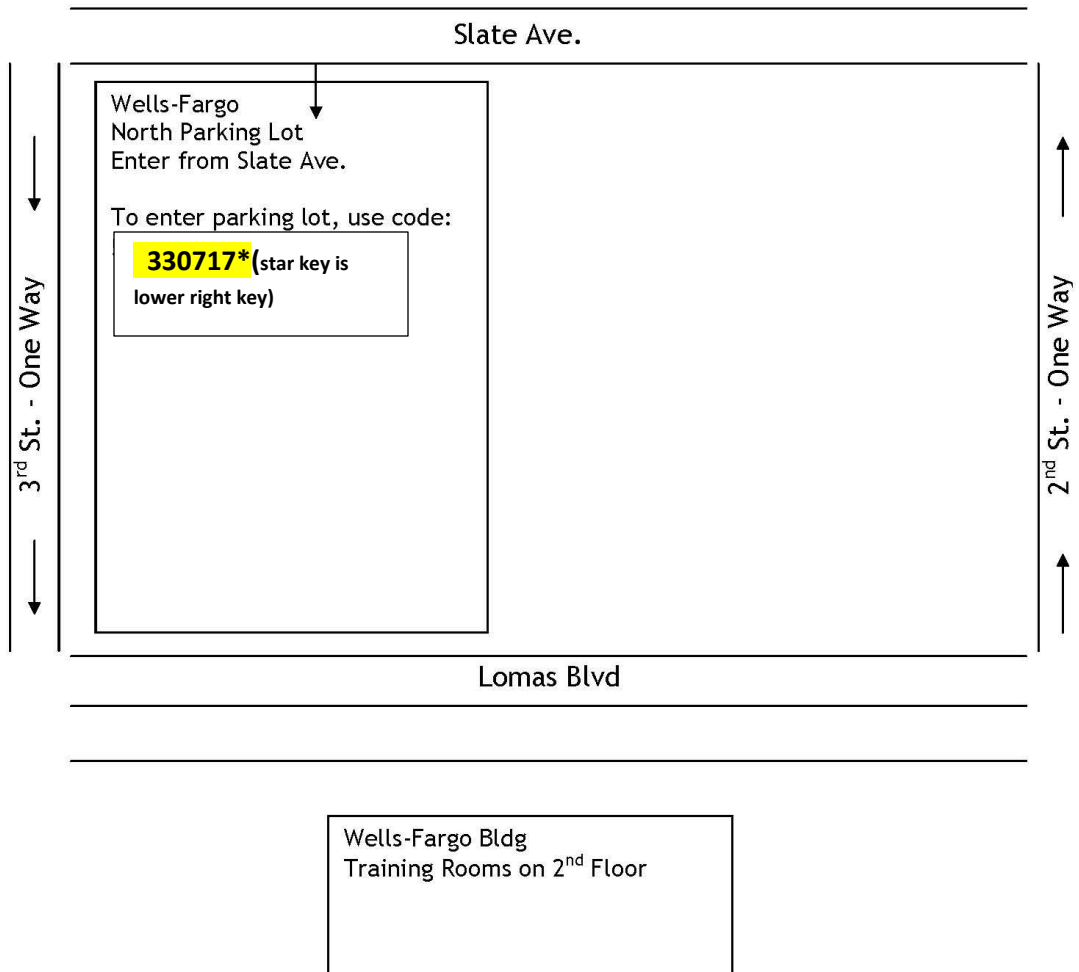 Slate Ave.
Wells-Fargo
North Parking Lot
Enter from Slate Ave.
To enter parking lot, use code:
330717*(star key is
lower right key)
3rd St. - One Way
2nd St. - One Way
Lomas Blvd
Wells-Fargo Bldg
Training Rooms on 2nd Floor